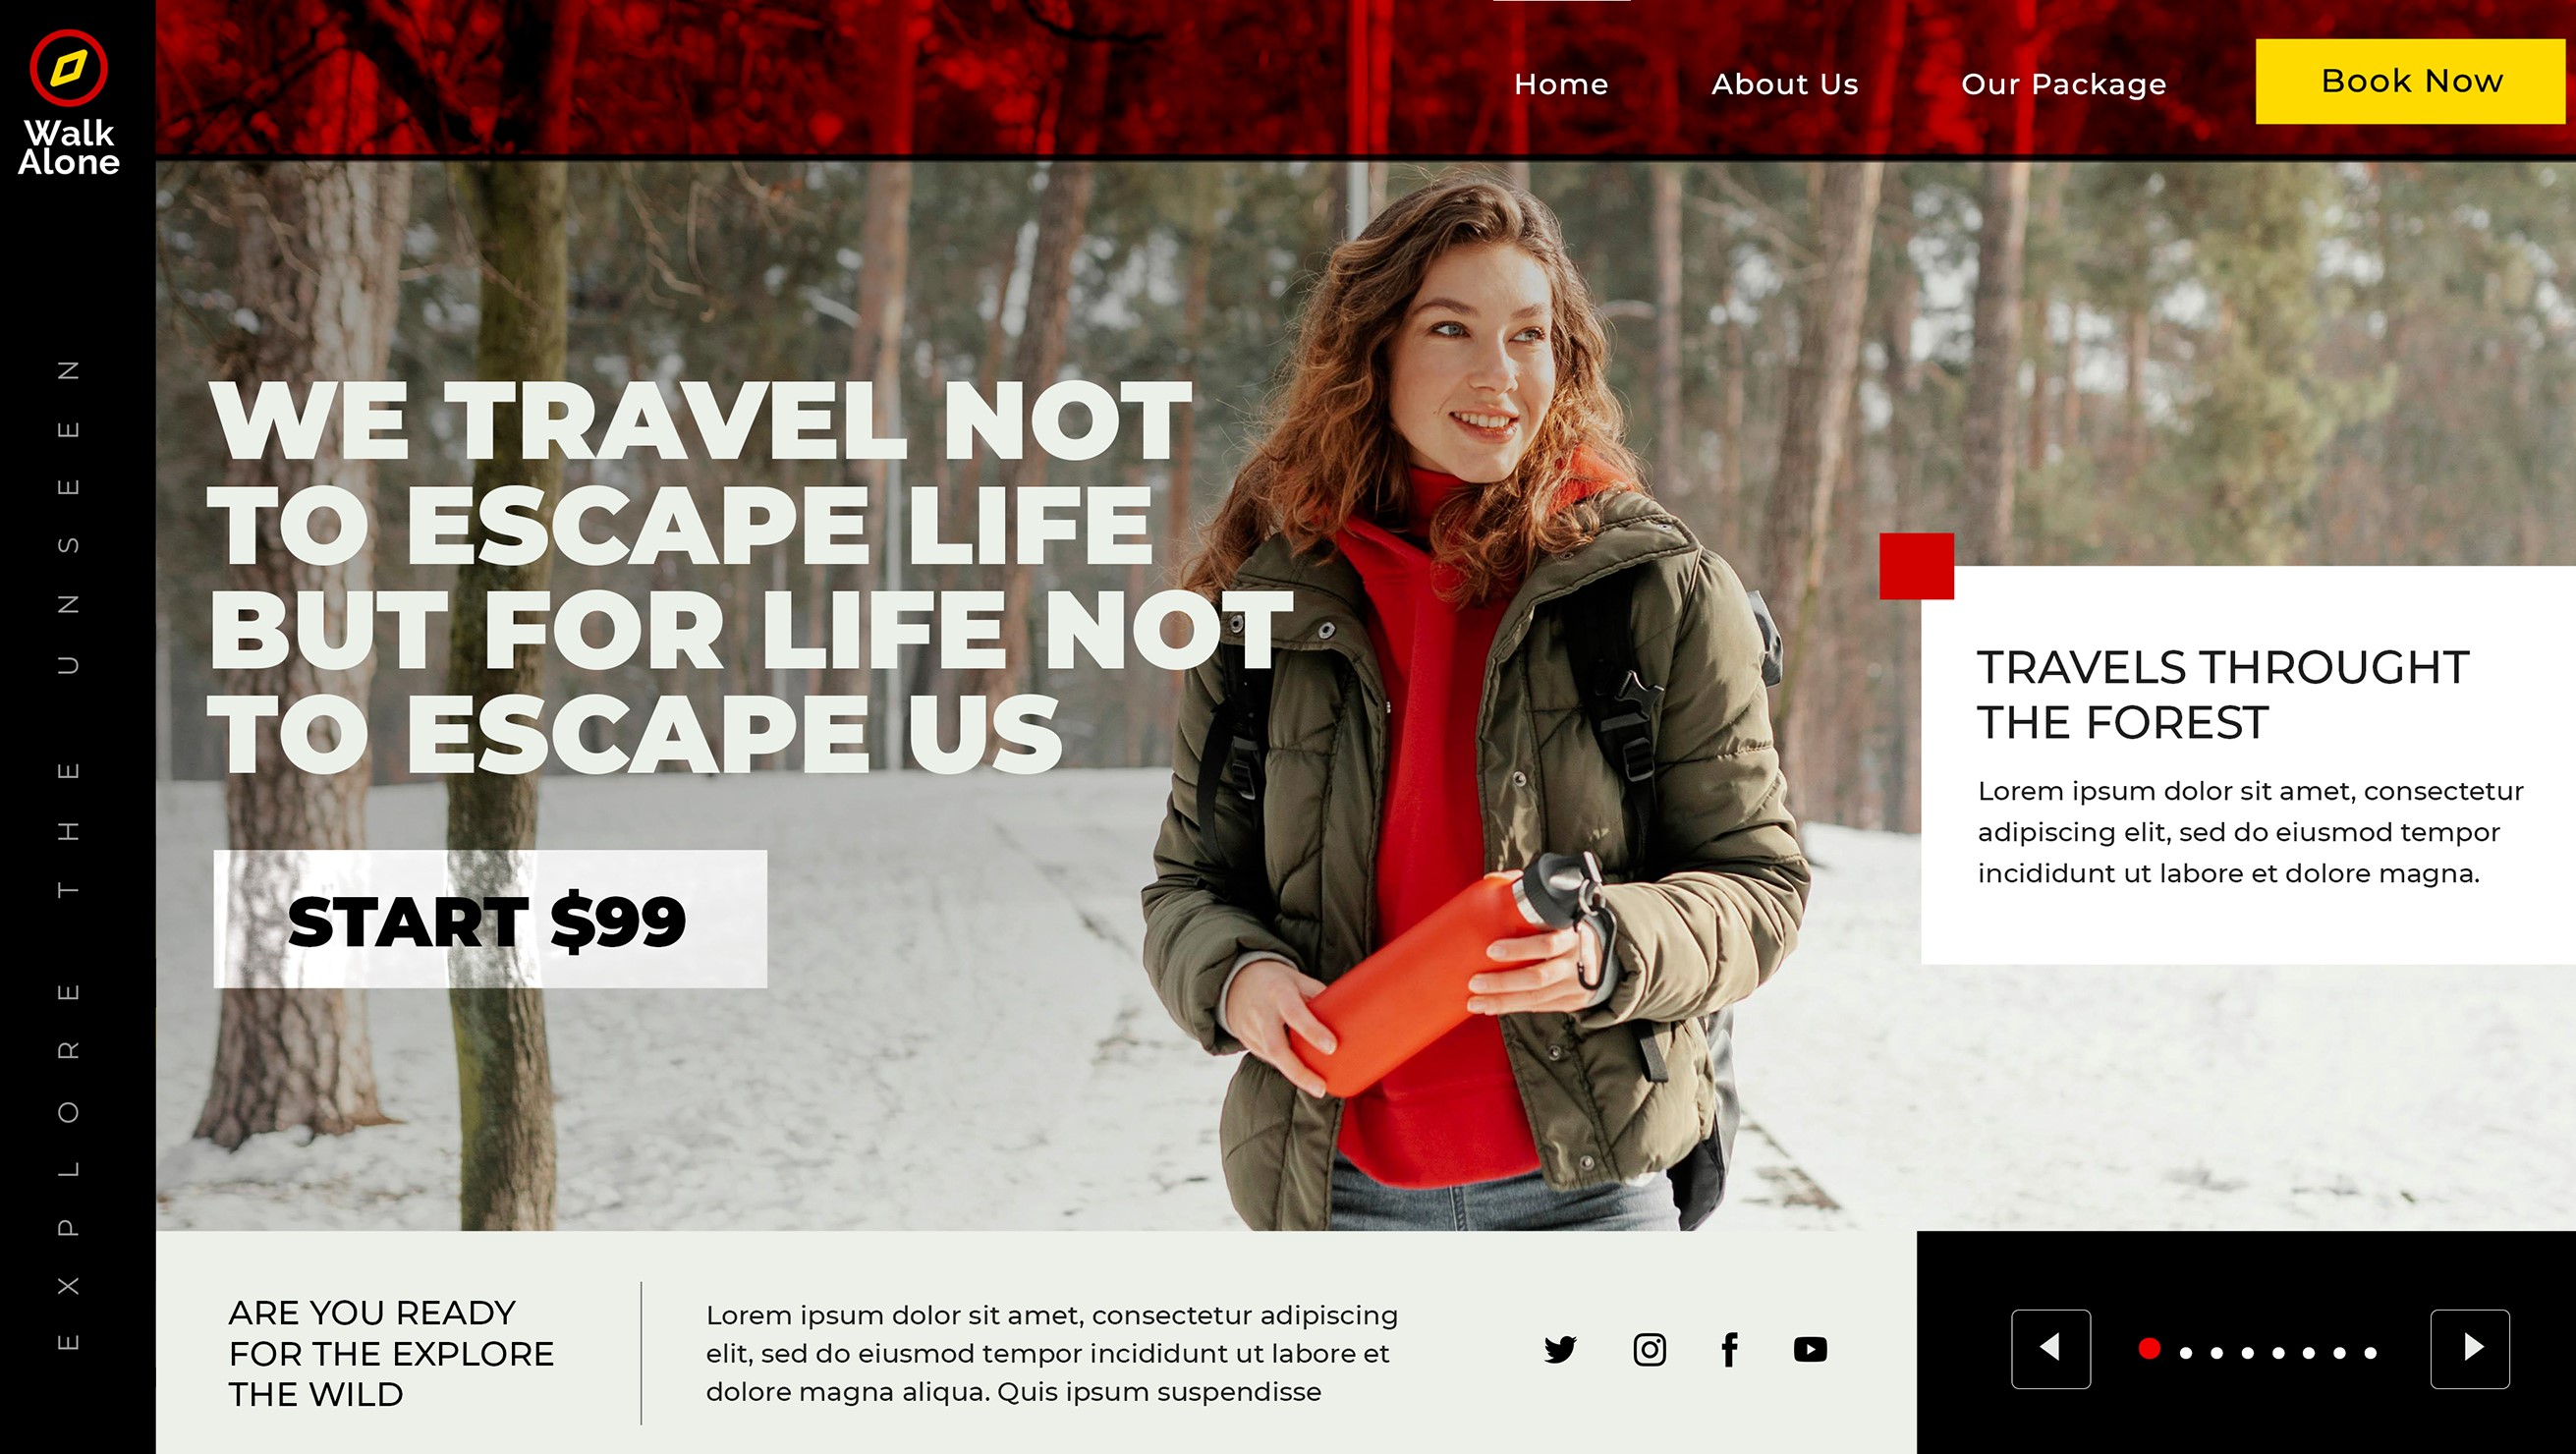 Walk
Alone
EXPLORE THE UNSEEN
Home
About Us
Our Package
Book Now
WE TRAVEL NOT
TO ESCAPE LIFE
BUT FOR LIFE NOT
TO ESCAPE US
START $99
TRAVELS THROUGHT
THE FOREST
Lorem ipsum dolor sit amet, consectetur
adipiscing elit, sed do eiusmod tempor
incididunt ut labore et dolore magna.
ARE YOU READY
FOR THE EXPLORE
THE WILD
Lorem ipsum dolor sit amet, consectetur adipiscing
elit, sed do eiusmod tempor incididunt ut labore et
dolore magna aliqua. Quis ipsum suspendisse